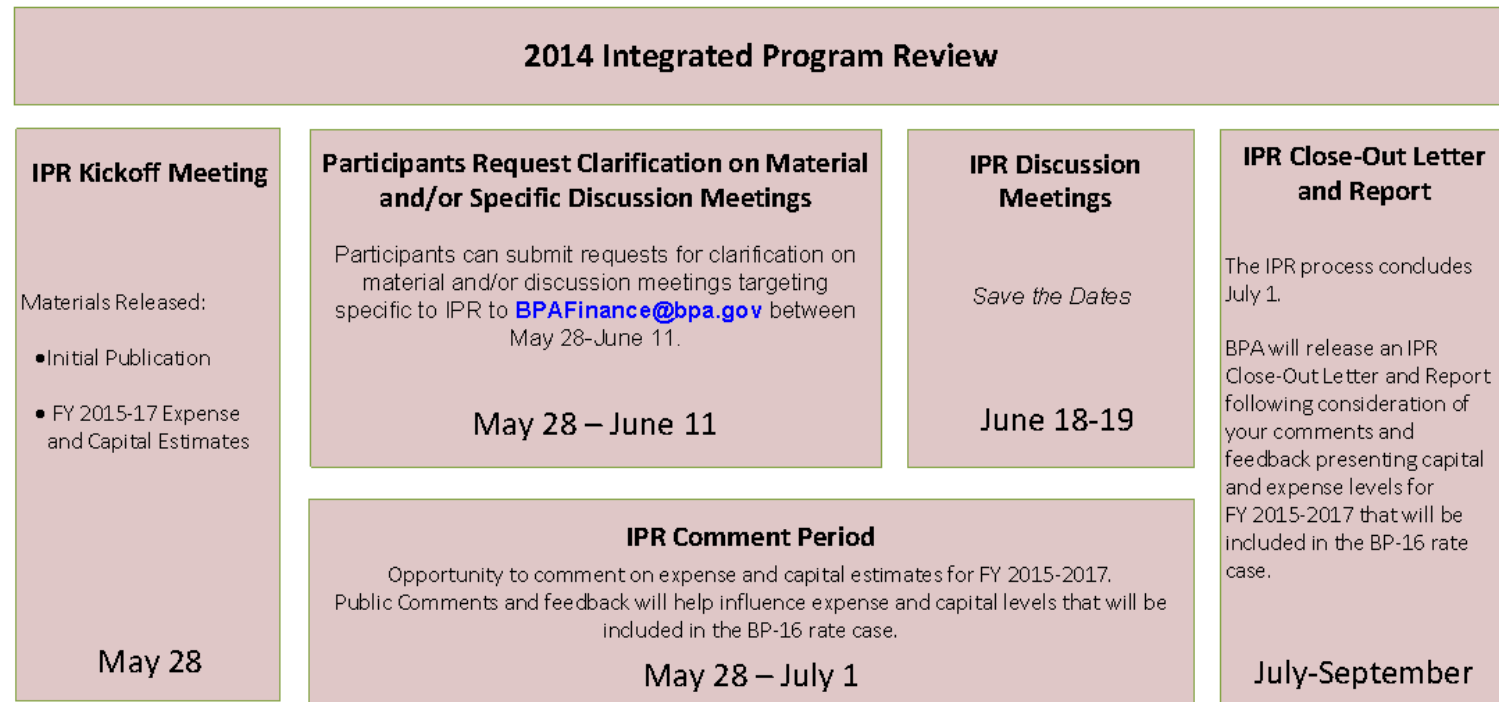 2014 Integrated Program Review
IPR Kickoff Meeting
Materials Released:
●Initial Publication
● FY 2015-17 Expense
and Capital Estimates
May 28
Participants Request Clarification on Material
and/or Specific Discussion Meetings
Participants can submit requests for clarification on
material and/or discussion meetings targeting
specific to IPR to BPAFinance@bpa.gov between
May 28-June 11.
May 28 – June 11
IPR Discussion
Meetings
Save the Dates
June 18-19
IPR Comment Period
Opportunity to comment on expense and capital estimates for FY 2015-2017.
Public Comments and feedback will help influence expense and capital levels that will be
included in the BP-16 rate case.
May 28 – July 1
IPR Close-Out Letter
and Report
The IPR process concludes
July 1.
BPA will release an IPR
Close-Out Letter and Report
following consideration of
your comments and
feedback presenting capital
and expense levels for
FY 2015-2017 that will be
included in the BP-16 rate
case.
July-September